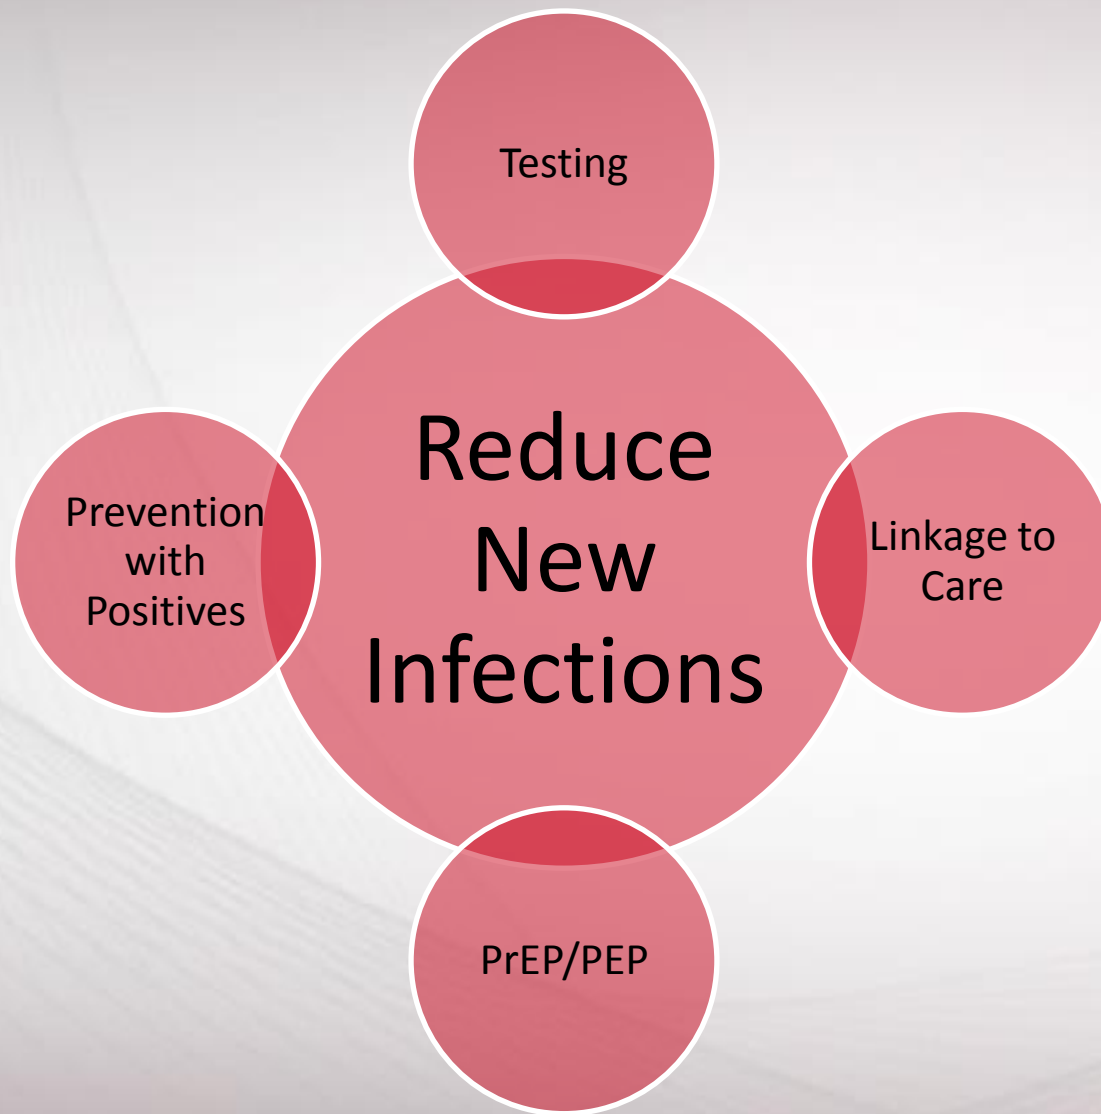 Testing
Prevention
with
Positives
Reduce
New
Infections
Linkage to
Care
PrEP/PEP